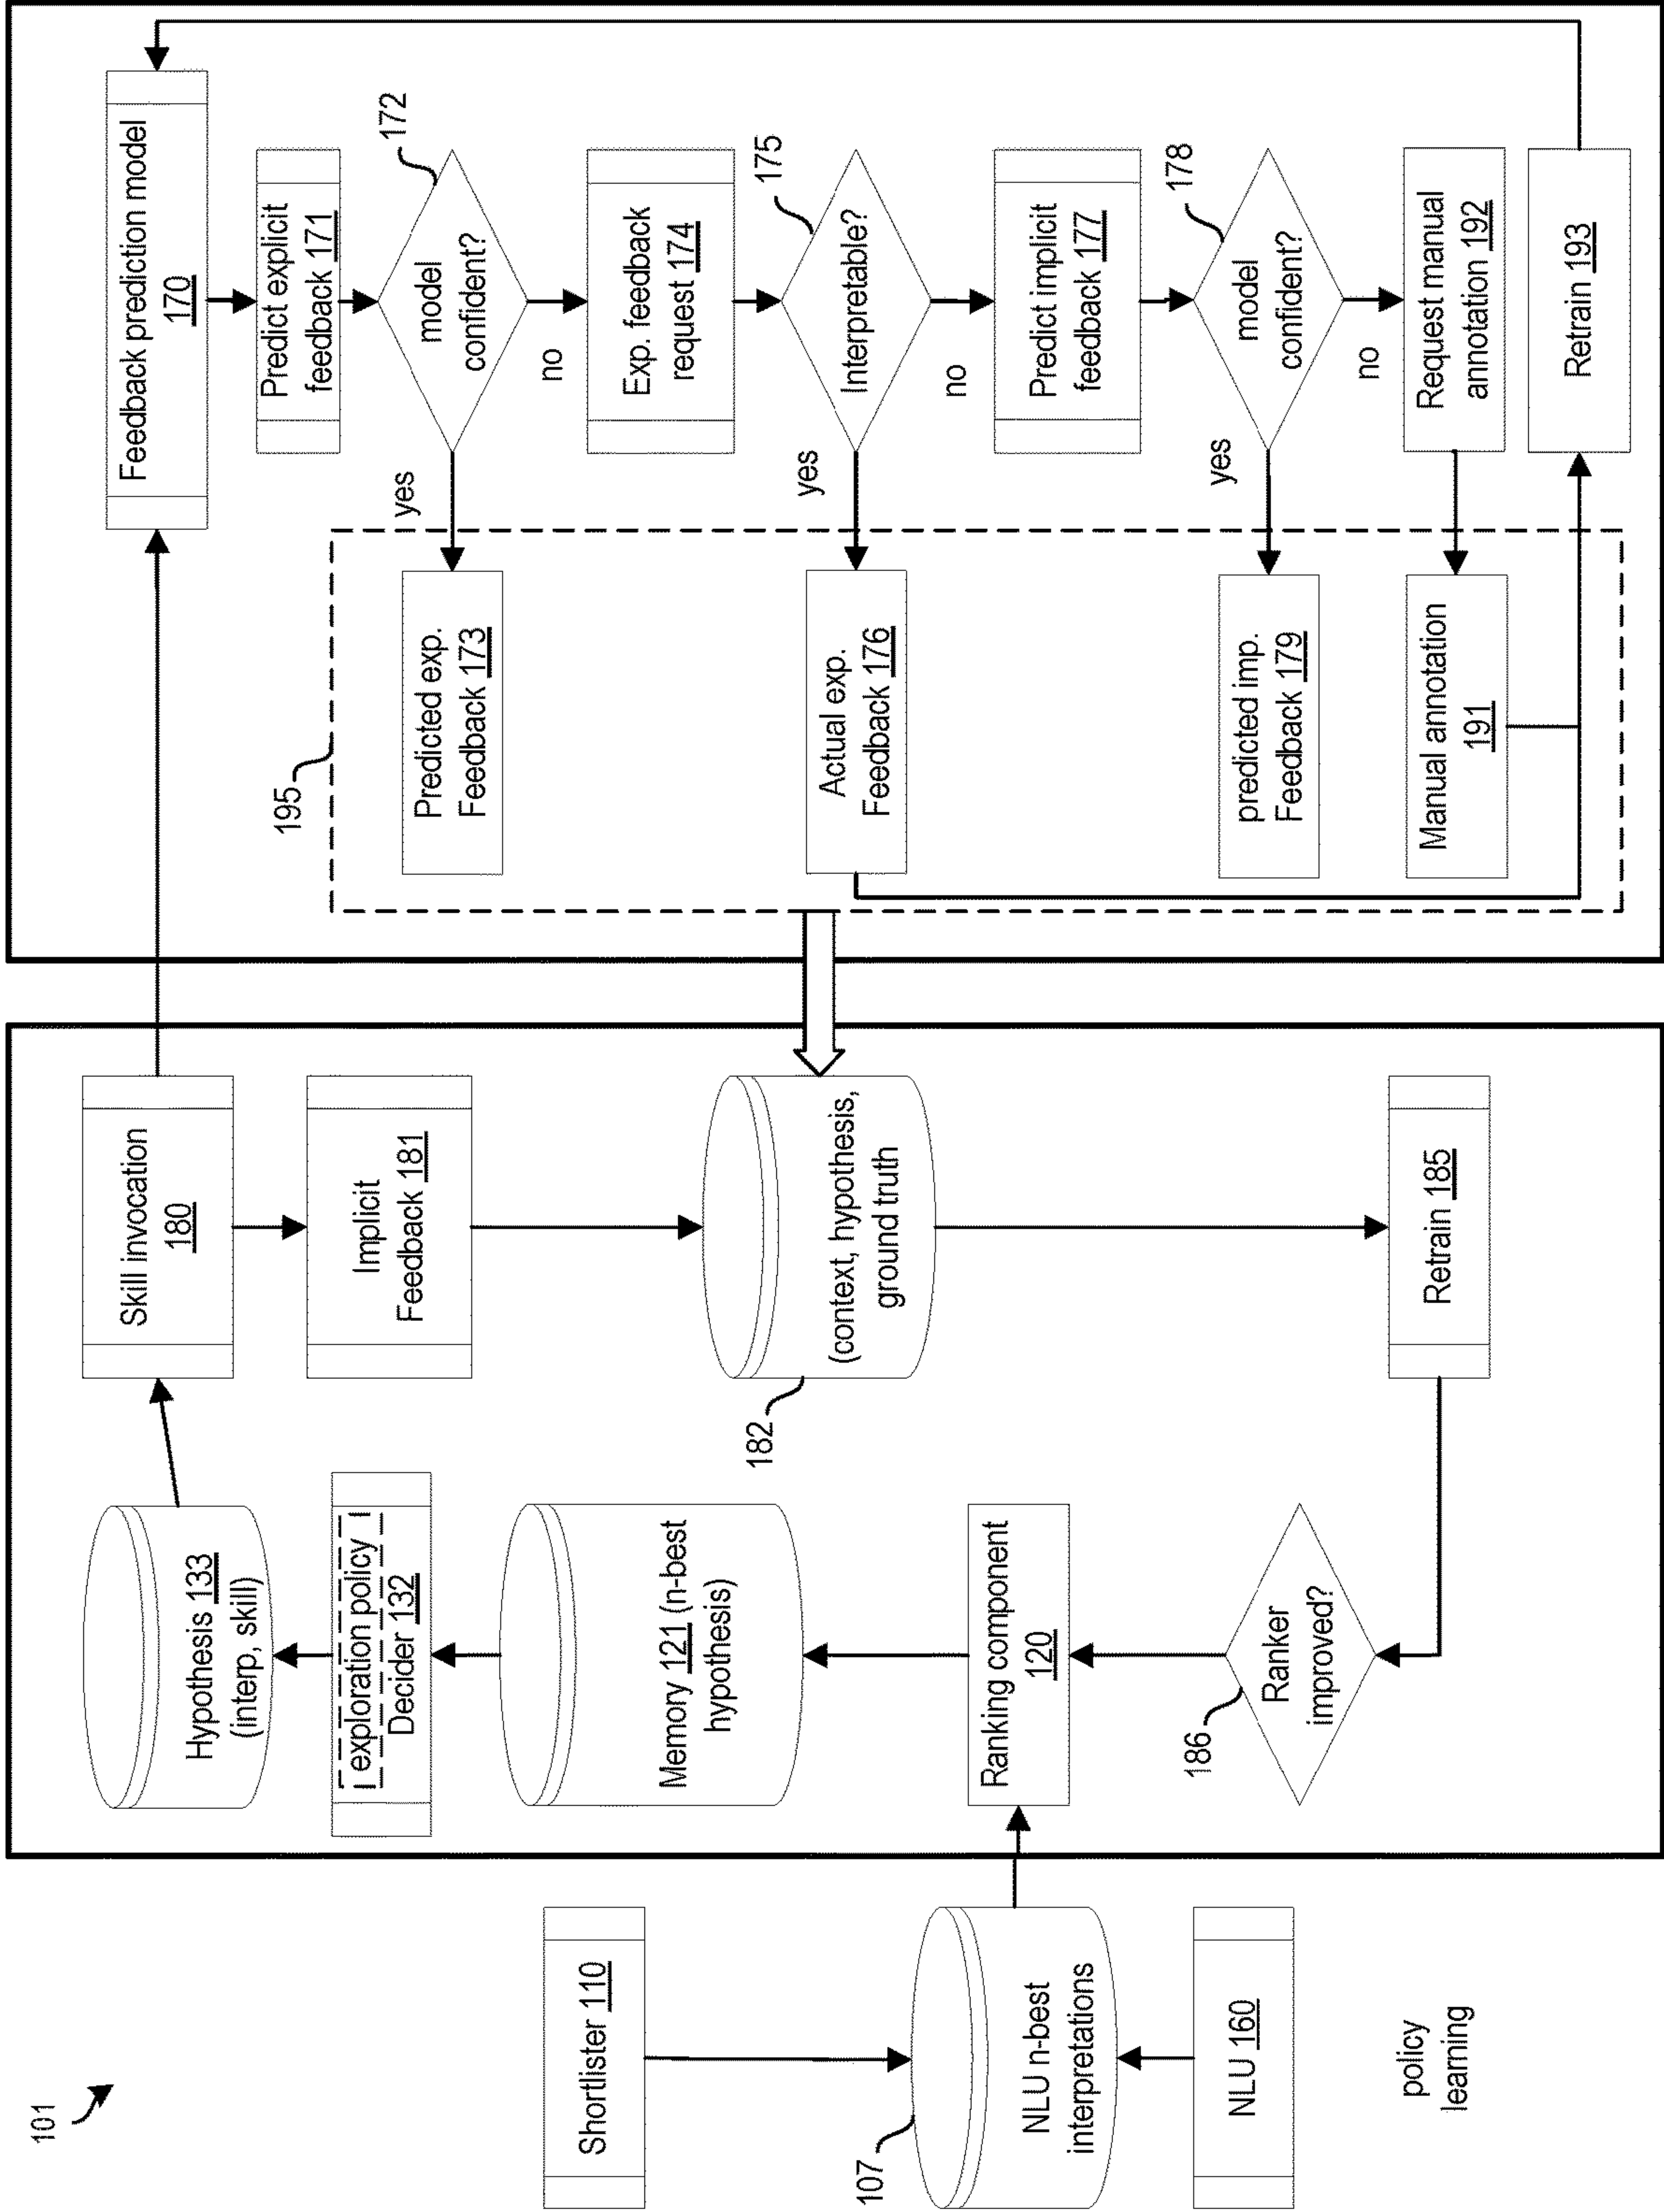 101
Shortlister 110
107
NLU n-best
interpretations
NLU 160
policy
learning
Hypothesis 133
(interp, skill)
exploration policy
Decider 132
Memory 121 (n-best
hypothesis)
Ranking component
120
186
Ranker
improved?
Skill invocation
180
Implicit
Feedback 181
182
(context, hypothesis,
ground truth
Retrain 185
195
Predicted exp.
Feedback 173
Actual exp.
Feedback 176
predicted imp.
Feedback 179
Manual annotation
191
Feedback prediction model
170
Predict explicit
feedback 171
172
model
confident?
yes
no
Exp. feedback
request 174
175
Interpretable?
yes
no
Predict implicit
feedback 177
178
model
confident?
yes
no
Request manual
annotation 192
Retrain 193